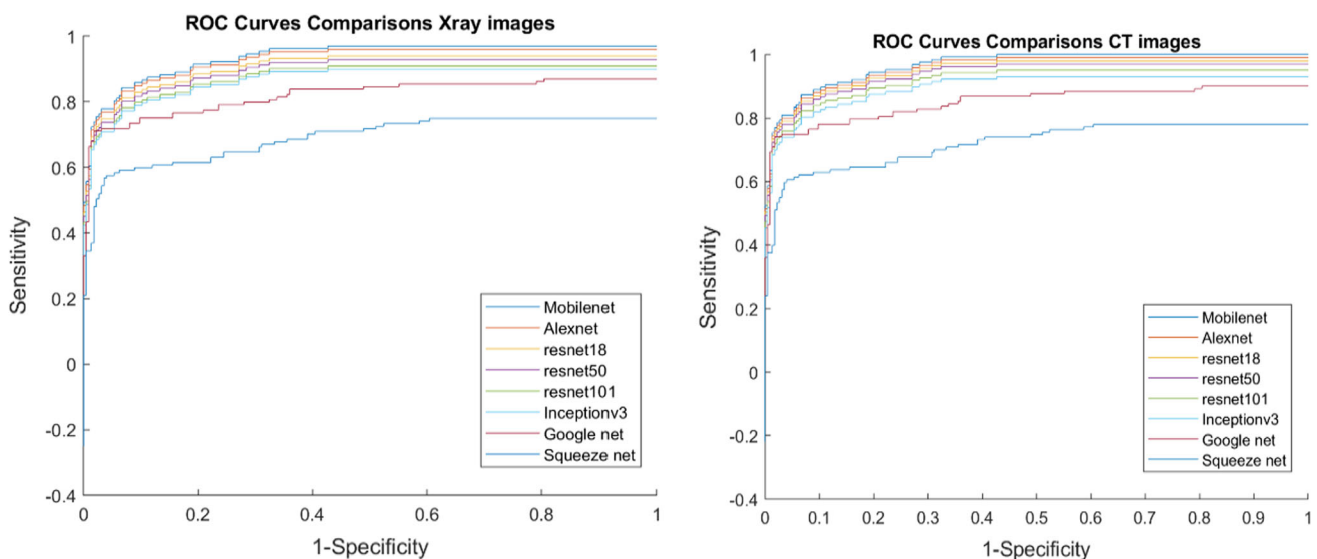 ROC Curves Comparisons Xray images
1
0.8
0.6
0.4
0.2
0
-0.2
-0.4
Sensitivity
Mobilenet
Alexnet
resnet18
resnet50
resnet101
Inceptionv3
Google net
Squeeze net
0 0.2 0.4 0.6 0.8 1
1-Specificity
ROC Curves Comparisons CT images
1
0.8
0.6
0.4
0.2
0
-0.2
-0.4
Sensitivity
Mobilenet
Alexnet
resnet18
resnet50
resnet101
Inceptionv3
Google net
Squeeze net
0 0.1 0.2 0.3 0.4 0.5 0.6 0.7 0.8 0.9 1
1-Specificity